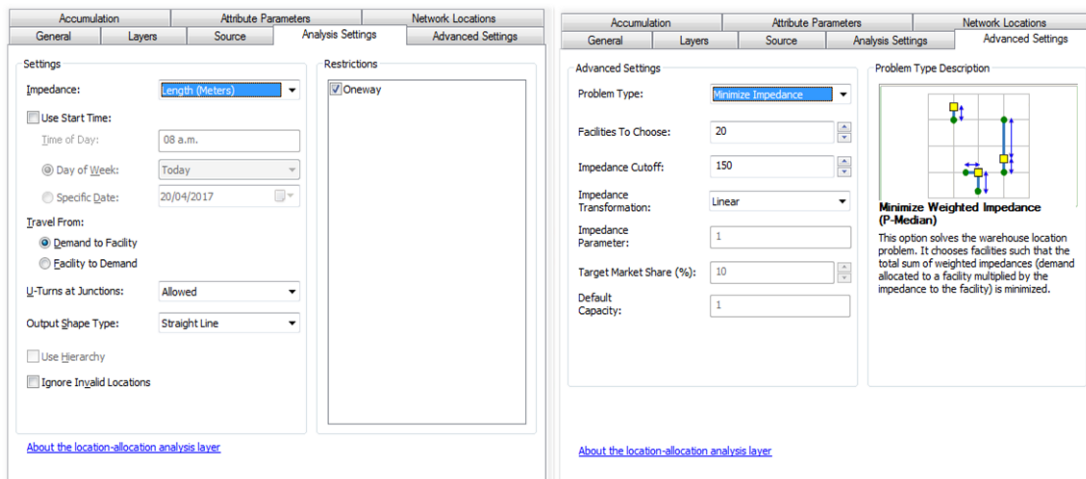 Accumulation
Attribute Parameters
Network Locations
General
Layers
Source
Analysis Settings
Advanced Settings
Settings
Impedance:
Length (Meters)
Use Start Time:
Time of Day:
08 a.m.
Day of Week:
Today
Specific Date:
20/04/2017
Travel From:
Demand to Facility
Facility to Demand
U-Turns at Junctions:
Allowed
Output Shape Type:
Straight Line
Use Hierarchy
Ignore Invalid Locations
Restrictions
Oneway
About the location-allocation analysis layer
Accumulation
Attribute Parameters
Network Locations
General
Layers
Source
Analysis Settings
Advanced Settings
Advanced Settings
Problem Type:
Minimize Impedance
Facilities To Choose:
20
Impedance Cutoff:
150
Impedance
Transformation:
Linear
Impedance
Parameter:
1
Target Market Share (%):
10
Default
Capacity:
1
Problem Type Description
Minimize Weighted Impedance
(P-Median)
This option solves the warehouse location
problem. It chooses facilities such that the
total sum of weighted impedances (demand
allocated to a facility multiplied by the
impedance to the facility) is minimized.
About the location-allocation analysis layer